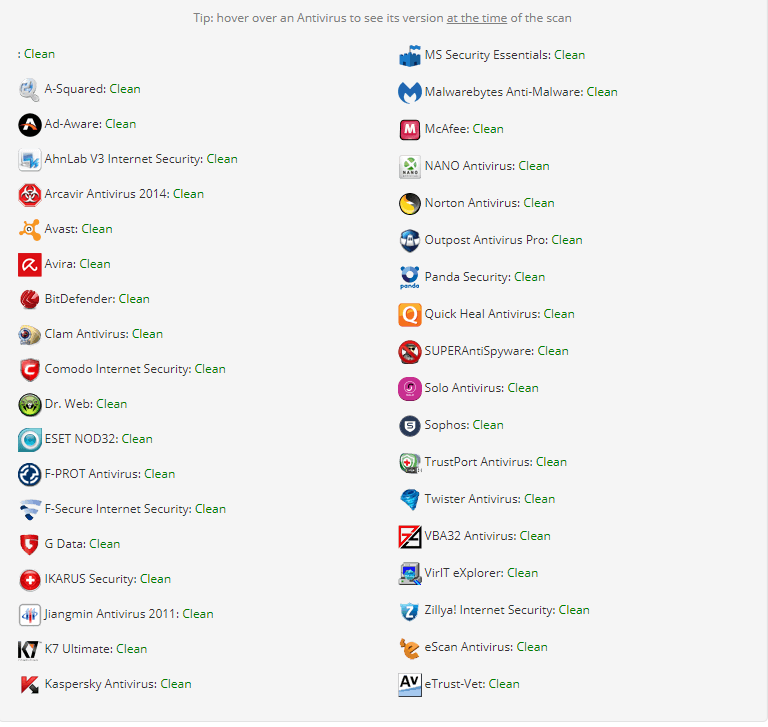 Tip: hover over an Antivirus to see its version at the time of the scan
: Clean
A-Squared: Clean
Ad-Aware: Clean
AhnLab V3 Internet Security: Clean
Arcavir Antivirus 2014: Clean
Avast: Clean
Avira: Clean
BitDefender: Clean
Clam Antivirus: Clean
Comodo Internet Security: Clean
Dr. Web: Clean
ESET NOD32: Clean
F-PROT Antivirus: Clean
F-Secure Internet Security: Clean
G Data: Clean
IKARUS Security: Clean
Jiangmin Antivirus 2011: Clean
K7 Ultimate: Clean
Kaspersky Antivirus: Clean
MS Security Essentials: Clean
Malwarebytes Anti-Malware: Clean
McAfee: Clean
NANO Antivirus: Clean
Norton Antivirus: Clean
Outpost Antivirus Pro: Clean
Panda Security: Clean
Quick Heal Antivirus: Clean
SUPERAntiSpyware: Clean
Solo Antivirus: Clean
Sophos: Clean
TrustPort Antivirus: Clean
Twister Antivirus: Clean
VBA32 Antivirus: Clean
VirIT eXplorer: Clean
Zillya! Internet Security: Clean
eScan Antivirus: Clean
eTrust-Vet: Clean